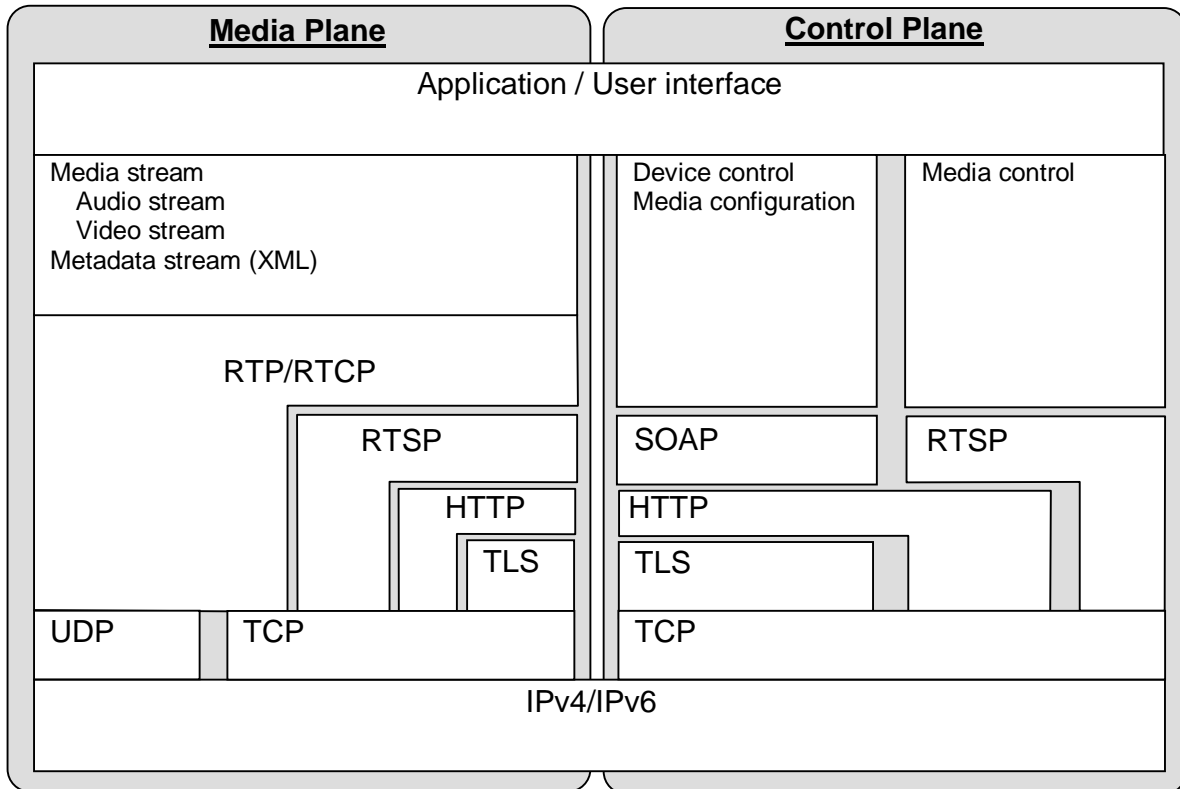 Media Plane
Control Plane
Application / User interface
Media stream
Audio stream
Video stream
Metadata stream (XML)
Device control
Media configuration
Media control
RTP/RTCP
RTSP
SOAP
RTSP
HTTP
HTTP
TLS
TLS
UDP
TCP
TCP
IPv4/IPv6